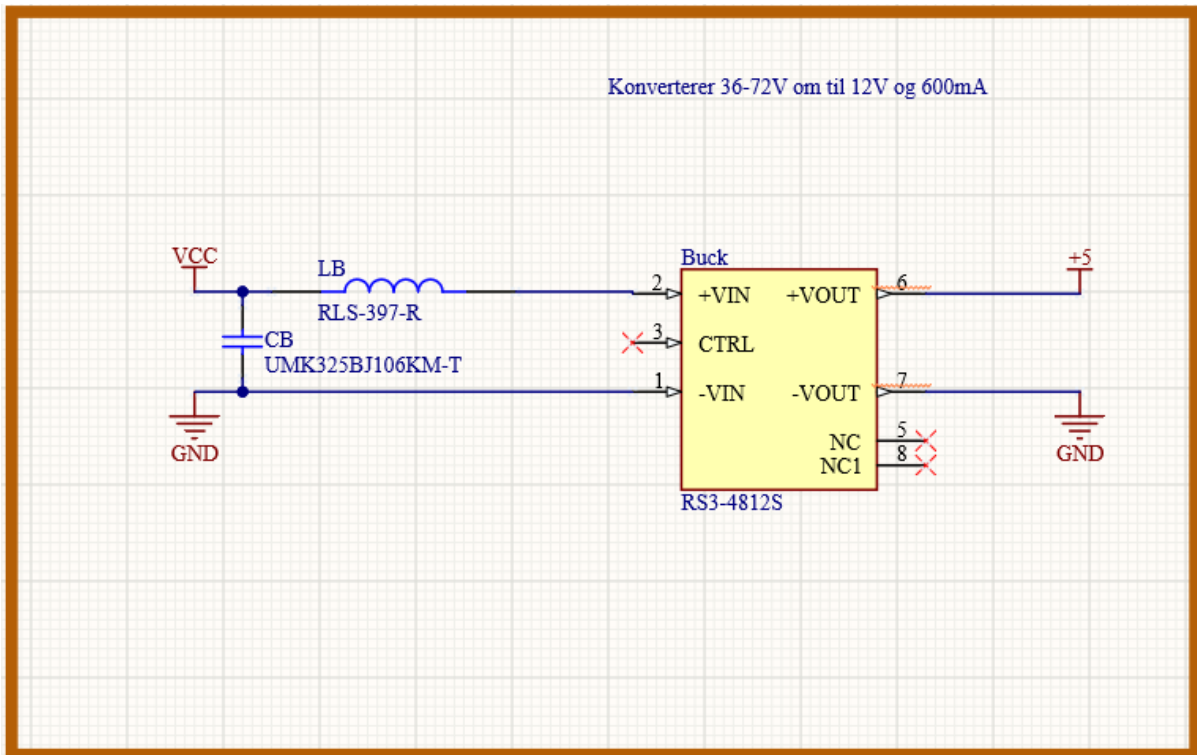 Konverterer 36-72V om til 12V og 600mA
VCC
LB
RLS-397-R
CB
UMK325BJ106KM-T
GND
Buck
2 +VIN +VOUT 6
3 CTRL
1 -VIN -VOUT 7
NC 5
NC1 8
RS3-4812S
+5
GND